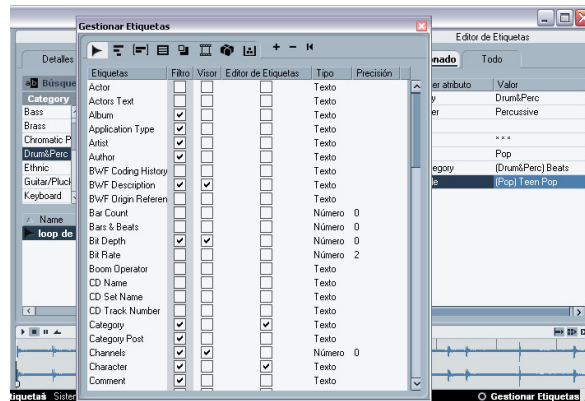 Gestionar Etiquetas
Editor de Etiquetas
Detalles
Todo
Etiquetas Filtro Visor Editor de Etiquetas Tipo Precisión
Valor
Category
Bass
Brass
Chromatic P
Drum&Perc
Ethnic
Guitar/Pluck
Keyboard
Name
loop de
Actor Texto
Actors Text Texto
Album Texto
Application Type Texto
Artist Texto
Author Texto
BWF Coding History Texto
BWF Description Texto
BWF Origin Referen Texto
Bar Count Número 0
Bars & Beats Número 0
Bit Depth Número 0
Bit Rate Número 2
Boom Operator Texto
CD Name Texto
CD Set Name Texto
CD Track Number Texto
Category Texto
Category Post Texto
Channels Número 0
Character Texto
Comment Texto
er atributo
Drum&Perc
Percussive
* * *
Pop
egory (Drum&Perc) Beats
(Pop) Teen Pop
iquetas Sister
Gestionar Etiquetas